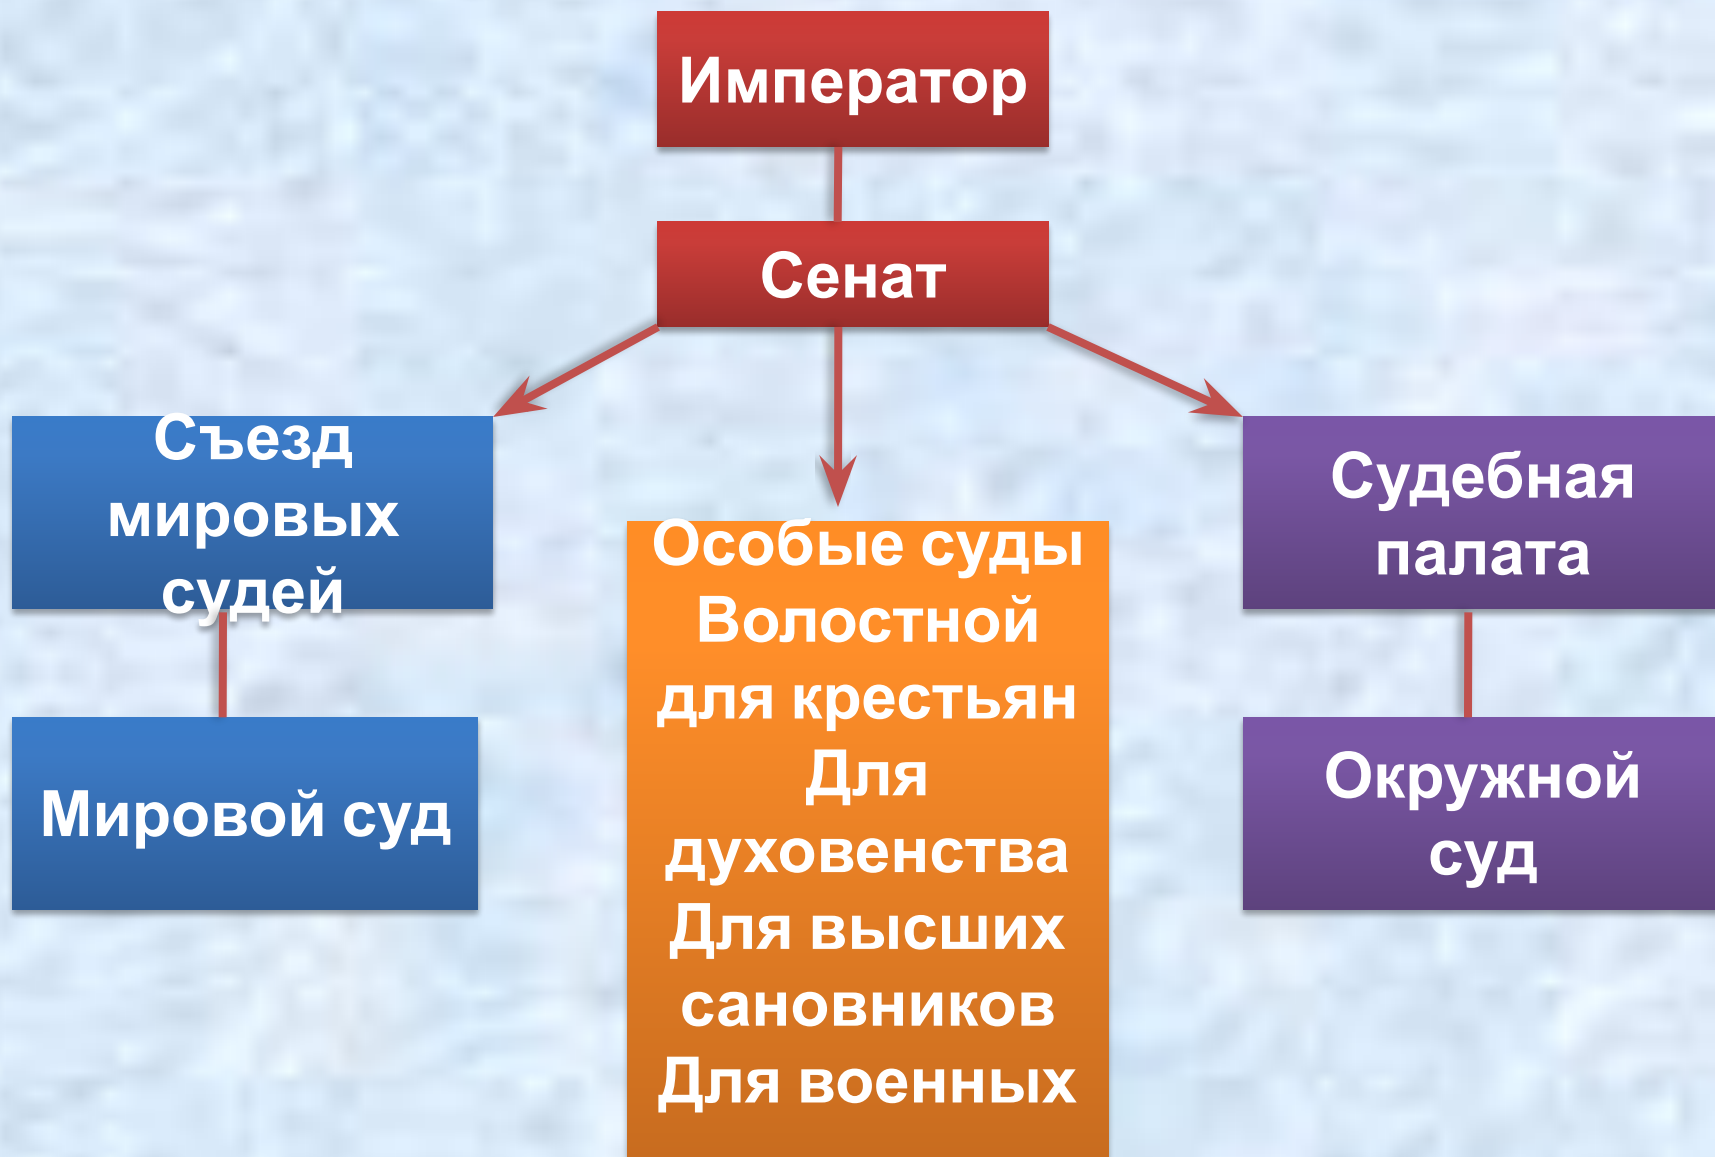 Император
Сенат
Съезд
мировых
судей
Мировой суд
Особые суды
Волостной
для крестьян
Для
духовенства
Для высших
сановников
Для военных
Судебная
палата
Окружной
суд